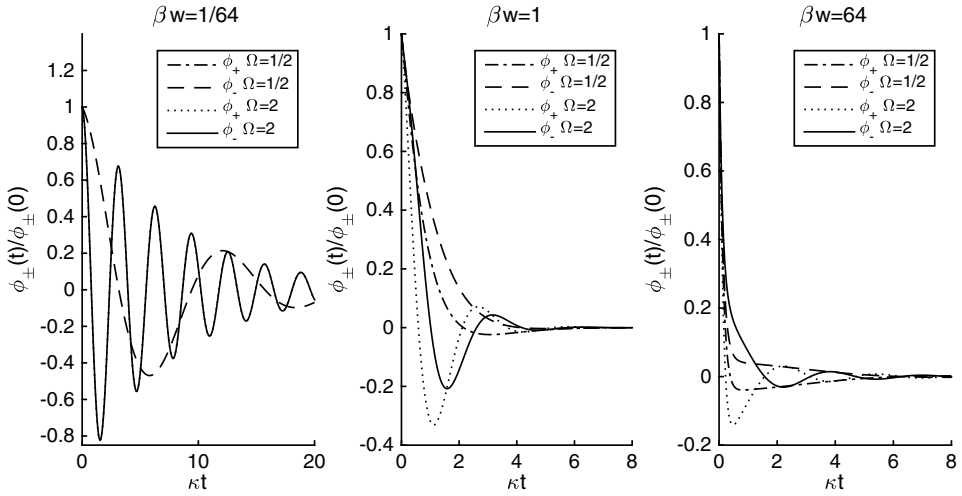 βw=1/64
ϕ±(t)/ϕ±(0)
1.2
1
0.8
0.6
0.4
0.2
0
-0.2
-0.4
-0.6
-0.8
ϕ+ Ω=1/2
ϕ- Ω=1/2
ϕ+ Ω=2
ϕ- Ω=2
0 10 20
κt
βw=1
ϕ±(t)/ϕ±(0)
1
0.8
0.6
0.4
0.2
0
-0.2
-0.4
ϕ+ Ω=1/2
ϕ- Ω=1/2
ϕ+ Ω=2
ϕ- Ω=2
0 2 4 6 8
κt
βw=64
ϕ±(t)/ϕ±(0)
1
0.8
0.6
0.4
0.2
0
-0.2
ϕ+ Ω=1/2
ϕ- Ω=1/2
ϕ+ Ω=2
ϕ- Ω=2
0 2 4 6 8
κt